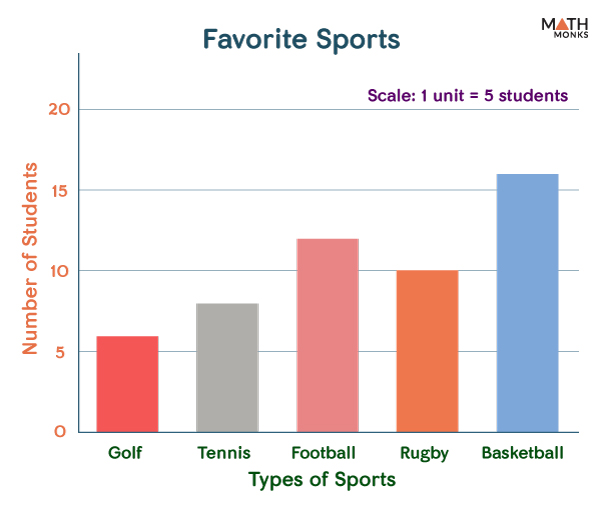 Favorite Sports
MATH
MONKS
Scale: 1 unit = 5 students
20
15
10
5
0
Number of Students
Golf Tennis Football Rugby Basketball
Types of Sports